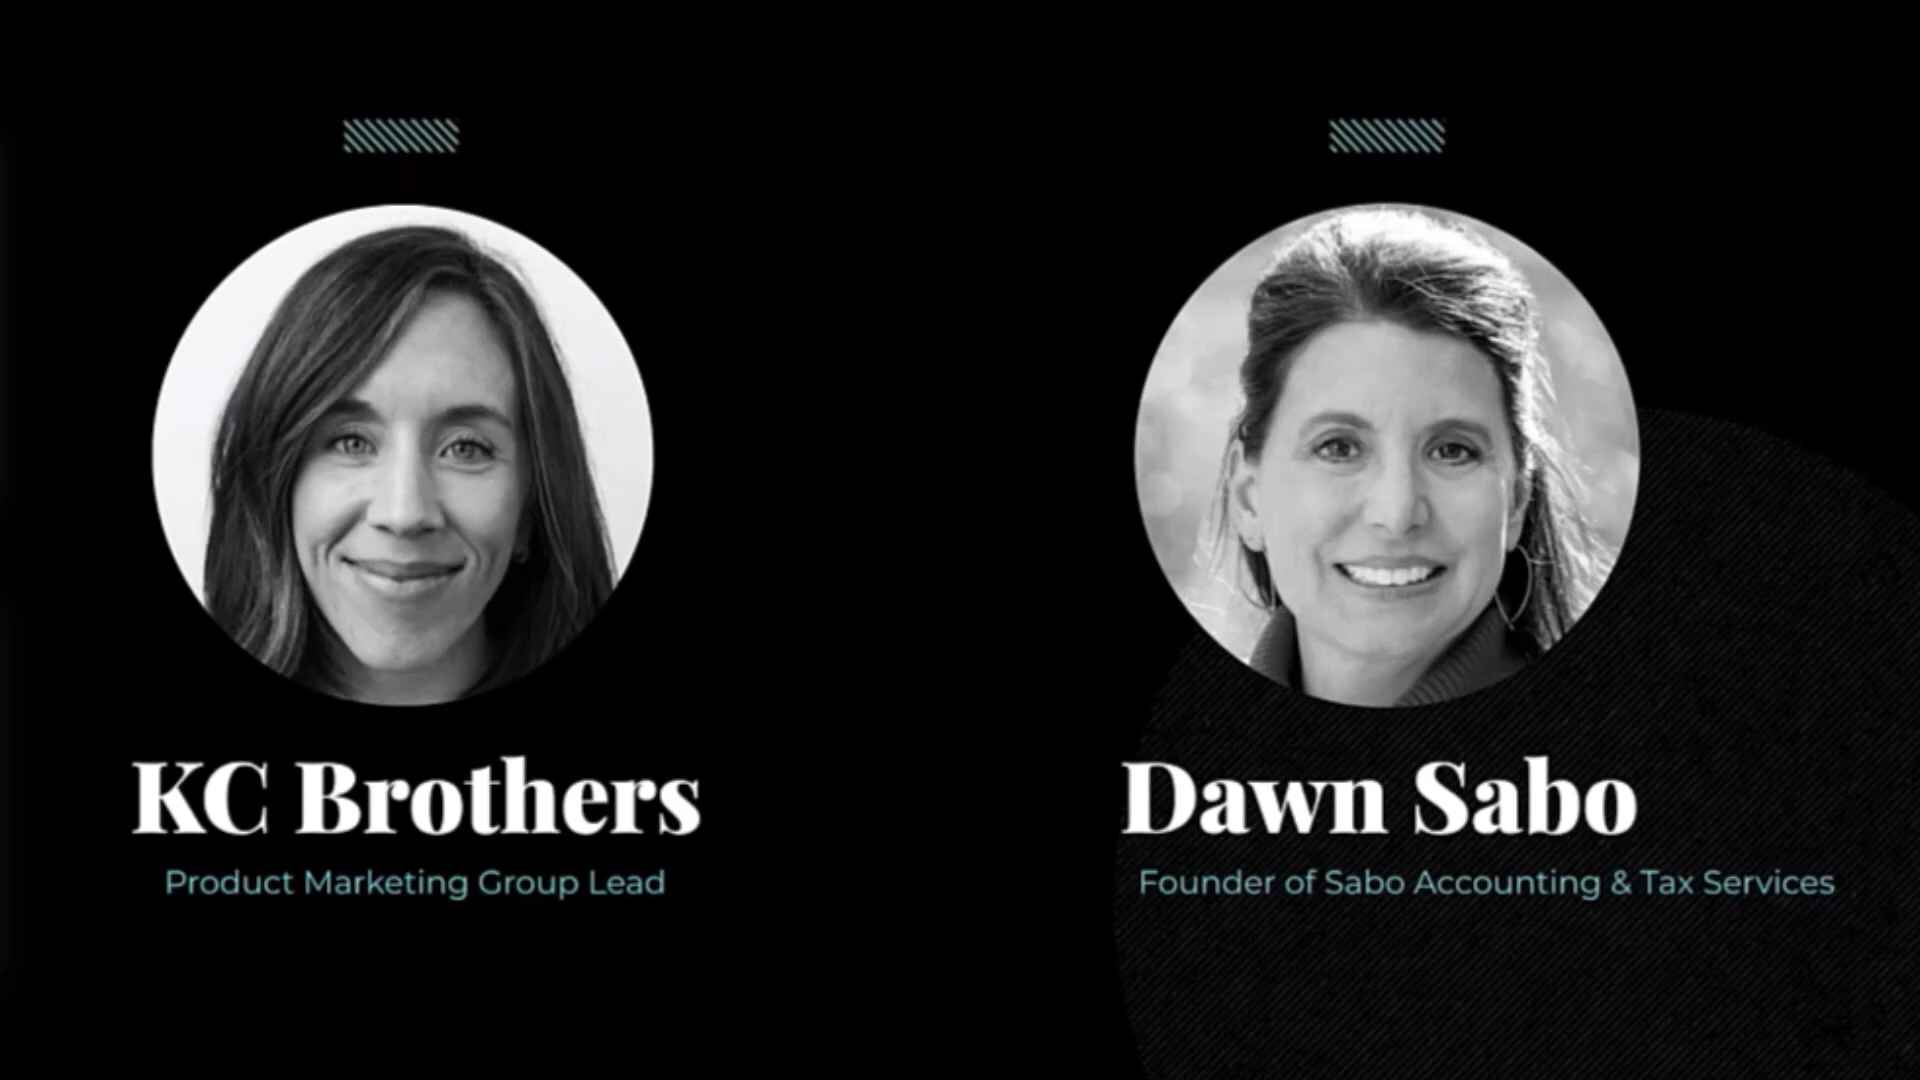 KC Brothers
Product Marketing Group Lead
Dawn Sabo
Founder of Sabo Accounting & Tax Services